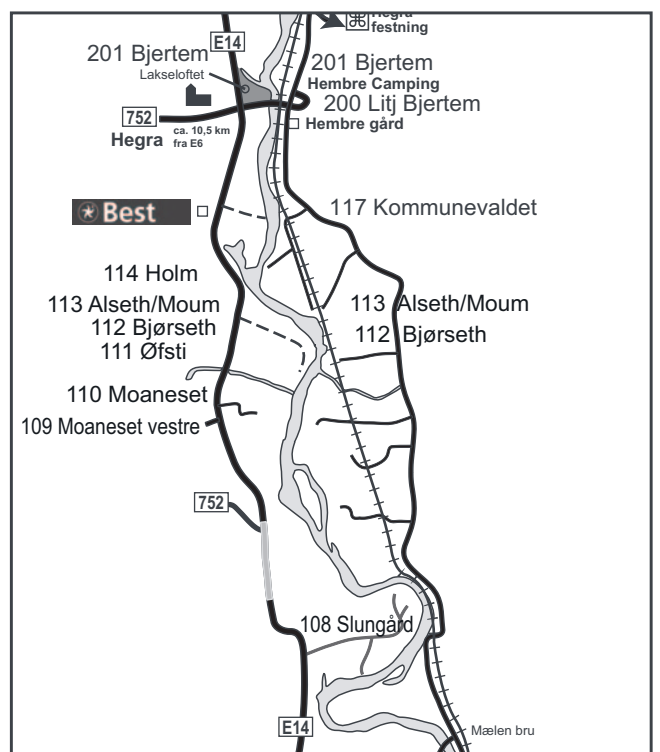 Hegra
festning
E14
201 Bjertem
Lakseloftet
201 Bjertem
Hembre Camping
200 Litj Bjertem
Hembre gård
752
Hegra
ca. 10,5 km
fra E6
Best
117 Kommunevaldet
114 Holm
113 Alseth/Moum
112 Bjørseth
111 Øfsti
113 Alseth/Moum
112 Bjørseth
110 Moaneset
109 Moaneset vestre
752
108 Slungård
E14
Mælen bru